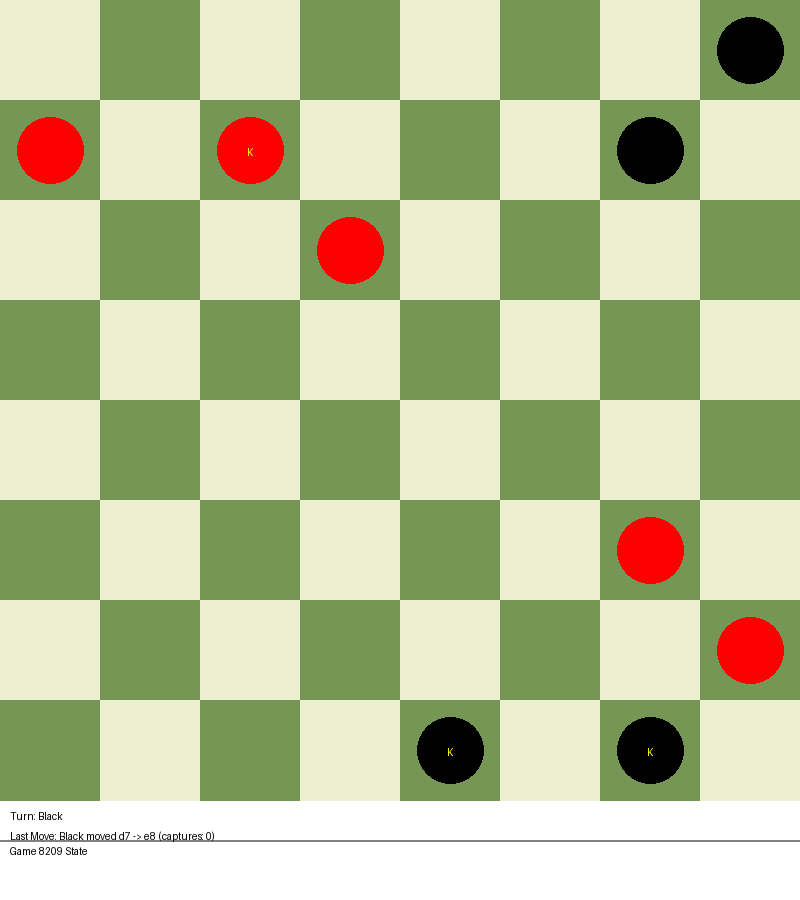 K
K K
Turn: Black
Last Move: Black moved d7 -> e8 (captures: 0)
Game 8209 State